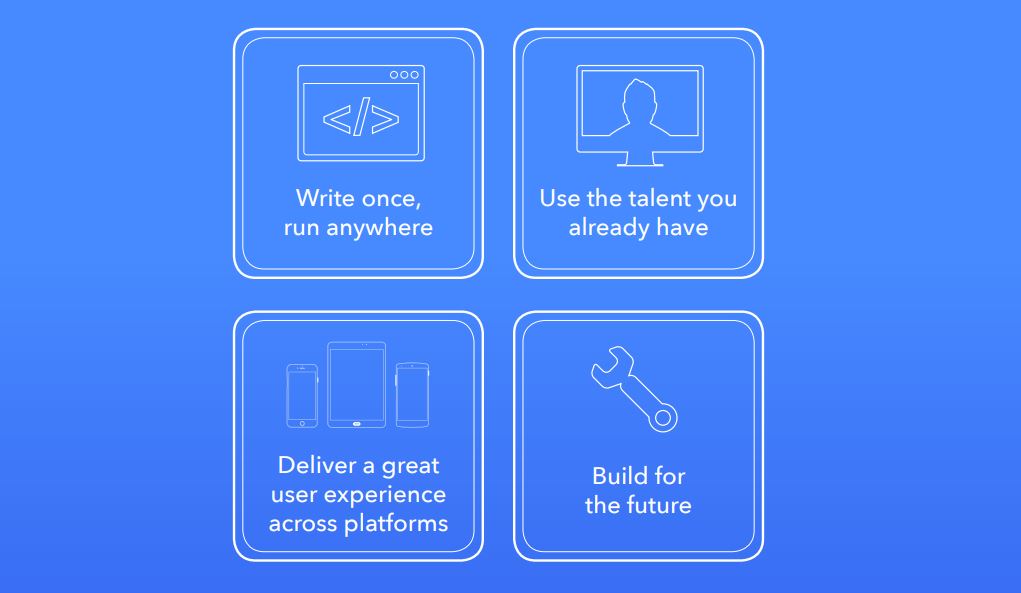 </>
Write once,
run anywhere
Use the talent you
already have
Deliver a great
user experience
across platforms
Build for
the future